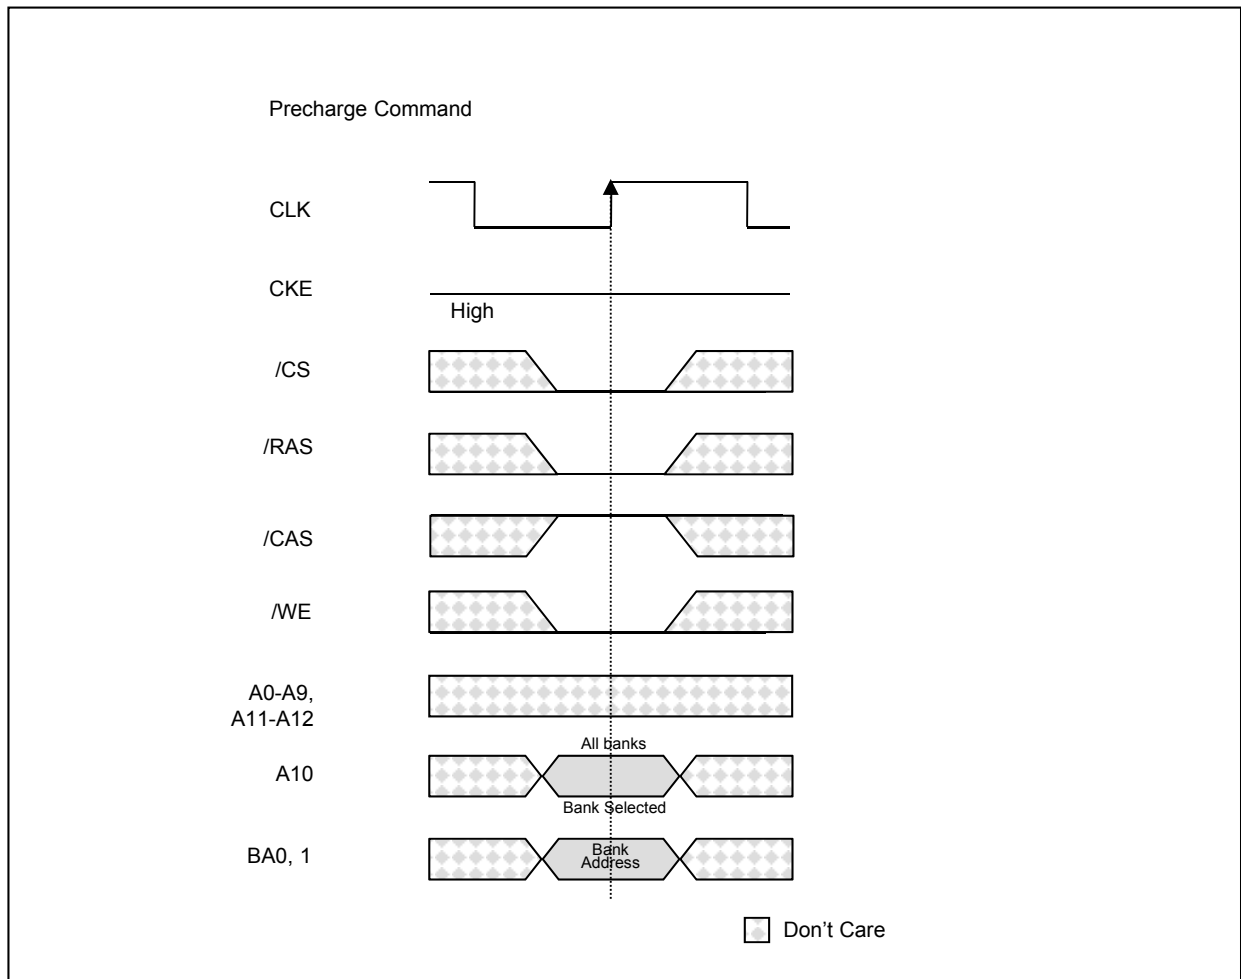 Precharge Command
CLK
CKE
High
/CS
/RAS
/CAS
/WE
A0-A9,
A11-A12
All banks
A10
Bank Selected
BA0, 1
Bank
Address
Don't Care